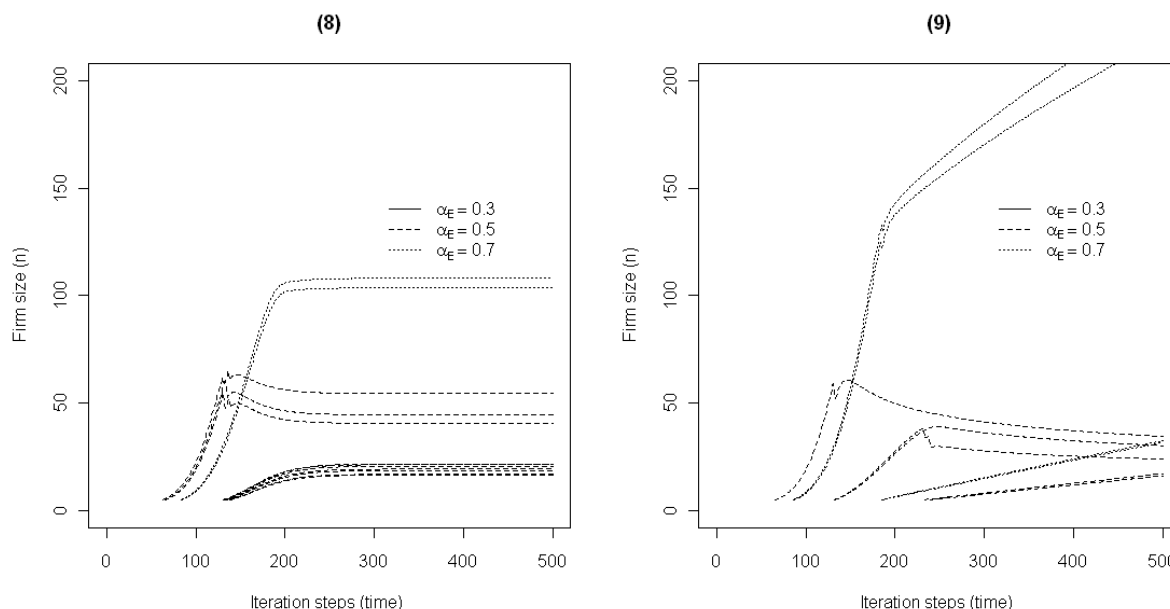 (8)
200
150
100
50
0
Firm size (n)
αE = 0.3
αE = 0.5
αE = 0.7
0 100 200 300 400 500
Iteration steps (time)
(9)
200
150
100
50
0
Firm size (n)
αE = 0.3
αE = 0.5
αE = 0.7
0 100 200 300 400 500
Iteration steps (time)